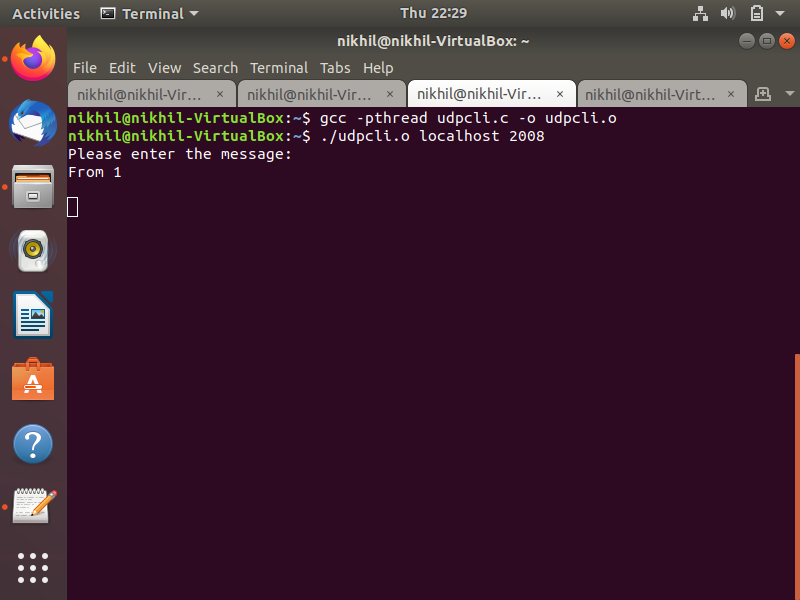 Activities Terminal Thu 22:29
nikhil@nikhil-VirtualBox: ~
File Edit View Search Terminal Tabs Help
nikhil@nikhil-Vir… × nikhil@nikhil-Vir… × nikhil@nikhil-Vir… × nikhil@nikhil-Virt… ×
nikhil@nikhil-VirtualBox:~$ gcc -pthread udpcli.c -o udpcli.o
nikhil@nikhil-VirtualBox:~$ ./udpcli.o localhost 2008
Please enter the message:
From 1